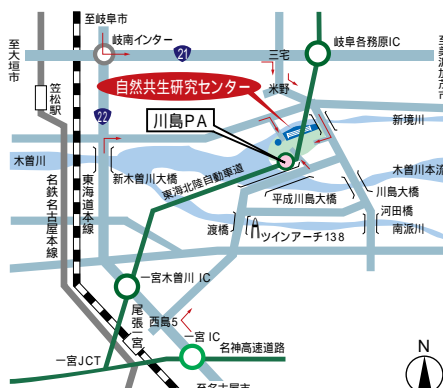 至岐阜市
岐南インター
21
三宅
岐阜各務原IC
至大垣市
笠松駅
米野
自然共生研究センター
22
川島PA
新境川
木曽川
新木曽川大橋
東海北陸自動車道
木曽川本流
川島大橋
平成川島大橋
河田橋
渡橋
ツインアーチ138
南派川
東海道本線
名鉄名古屋本線
一宮木曽川 IC
尾張一宮
西島5
一宮 IC
名神高速道路
一宮JCT
至名古屋市
N